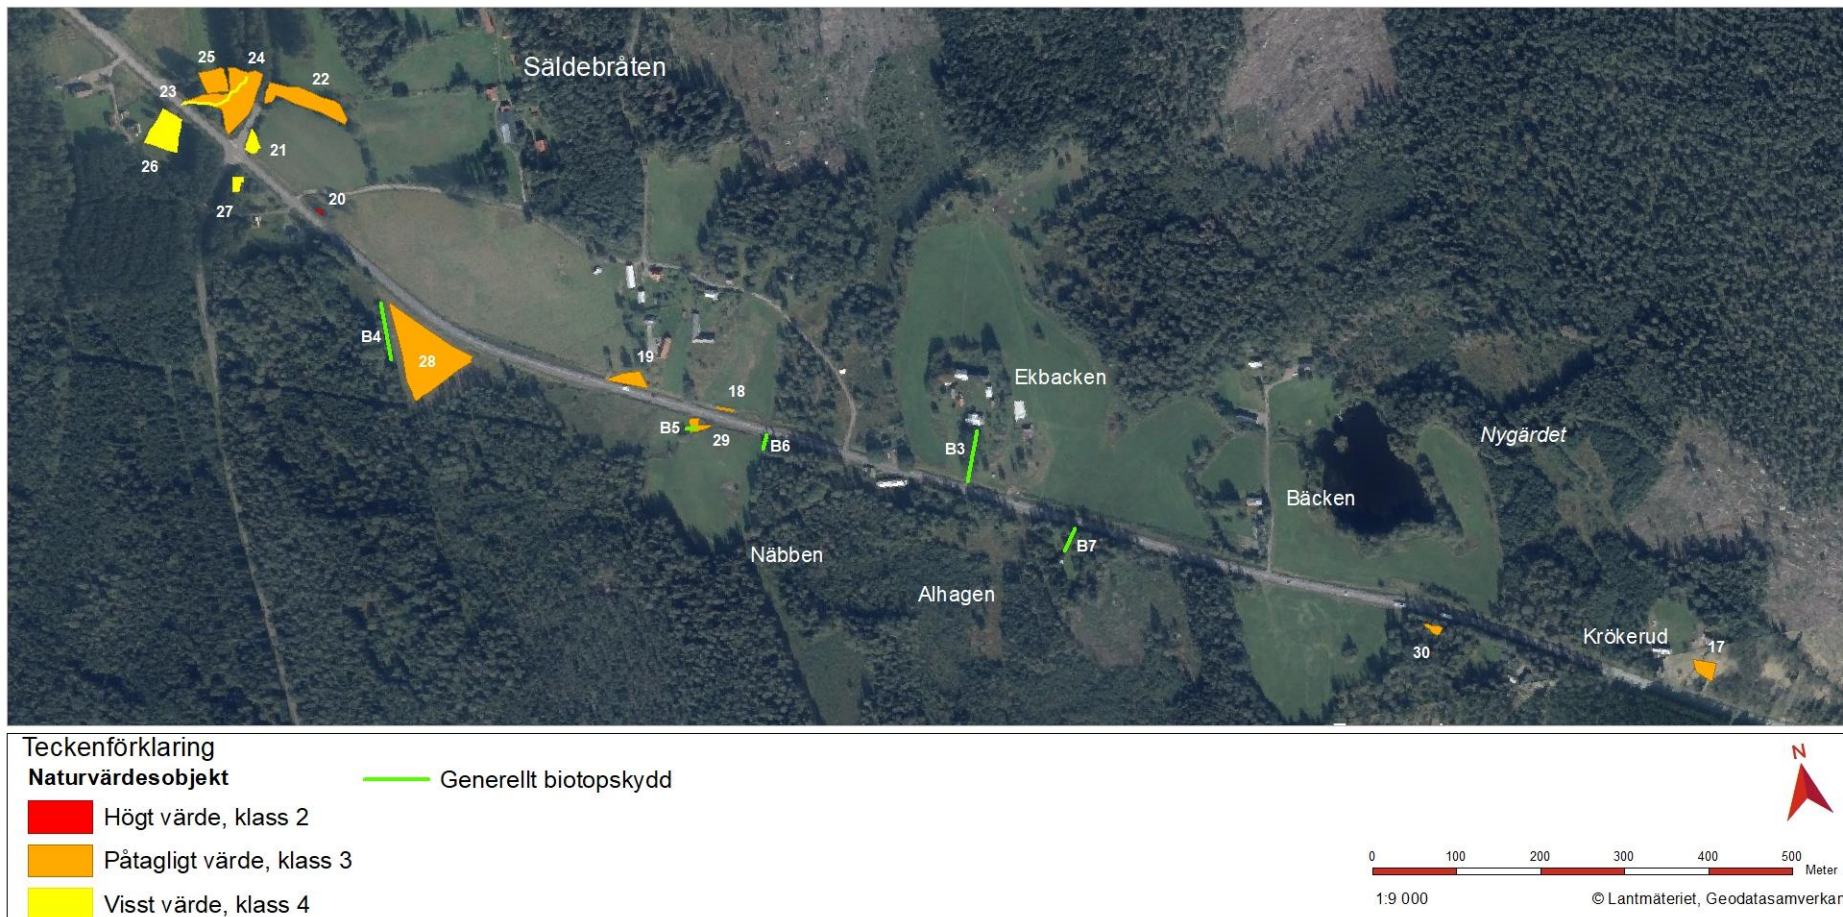 25
24
22
Säldebråten
23
21
26
27
20
B4
28
19
18
Ekbacken
B5
29
B6
B3
Nygärdet
Bäcken
B7
Näbben
Alhagen
Krökerud
17
30
Teckenförklaring
Naturvärdesobjekt
Generellt biotopskydd
Högt värde, klass 2
Påtagligt värde, klass 3
Visst värde, klass 4
N
0 100 200 300 400 500
Meter
1:9 000 © Lantmäteriet, Geodatasamverkan